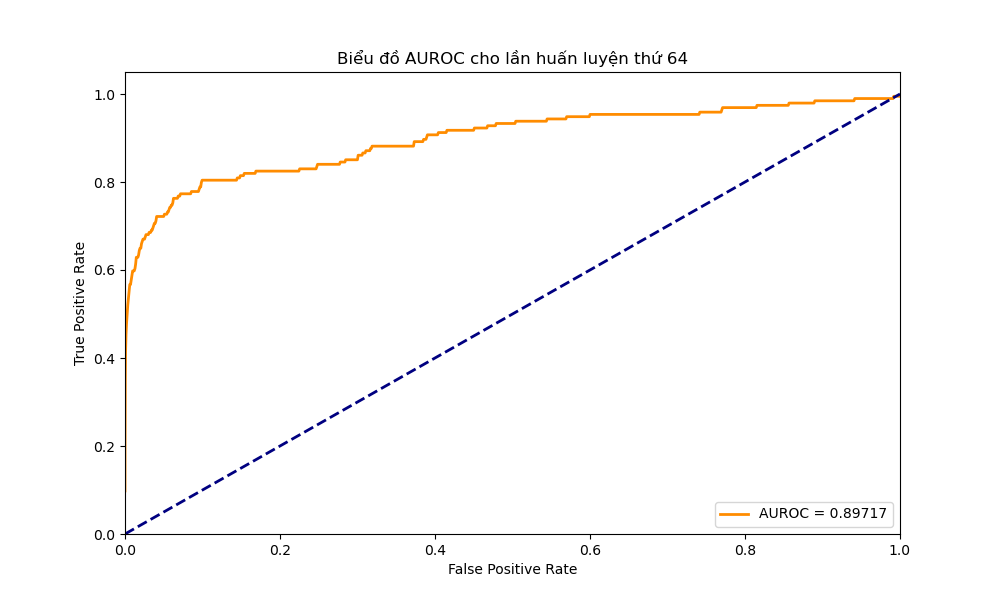 Biểu đồ AUROC cho lần huấn luyện thứ 64
True Positive Rate
1.0
0.8
0.6
0.4
0.2
0.0
AUROC = 0.89717
0.0 0.2 0.4 0.6 0.8 1.0
False Positive Rate